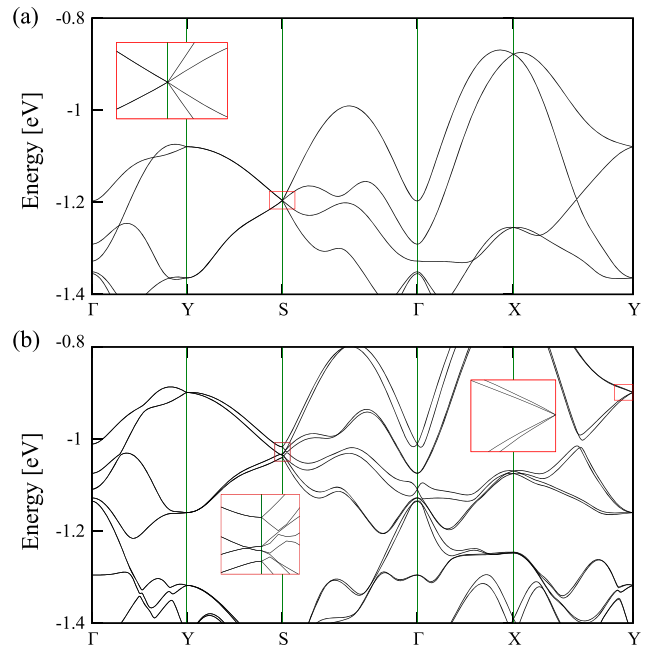 (a)
-0.8
-1
-1.2
-1.4
Energy [eV]
Γ Y S Γ X Y
(b)
-0.8
-1
-1.2
-1.4
Energy [eV]
Γ Y S Γ X Y